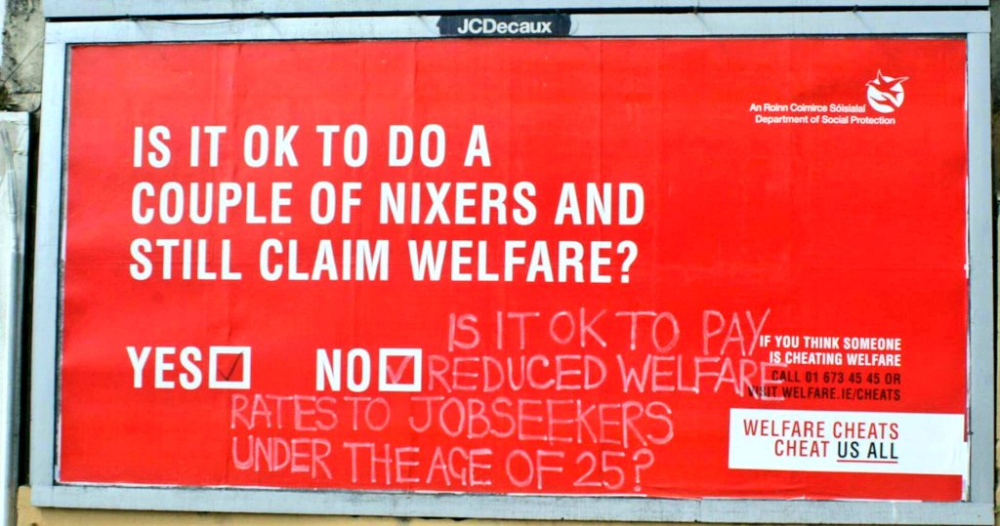 JCDecaux
An Roinn Coimirce Sóisialaí
Department of Social Protection
IS IT OK TO DO A
COUPLE OF NIXERS AND
STILL CLAIM WELFARE?
YES
NO
IS IT OK TO PAY
REDUCED WELFARE
RATES TO JOBSEEKERS
UNDER THE AGE OF 25?
IF YOU THINK SOMEONE
IS CHEATING WELFARE
CALL 01 673 45 45 OR
VISIT WELFARE.IE/CHEATS
WELFARE CHEATS
CHEAT US ALL